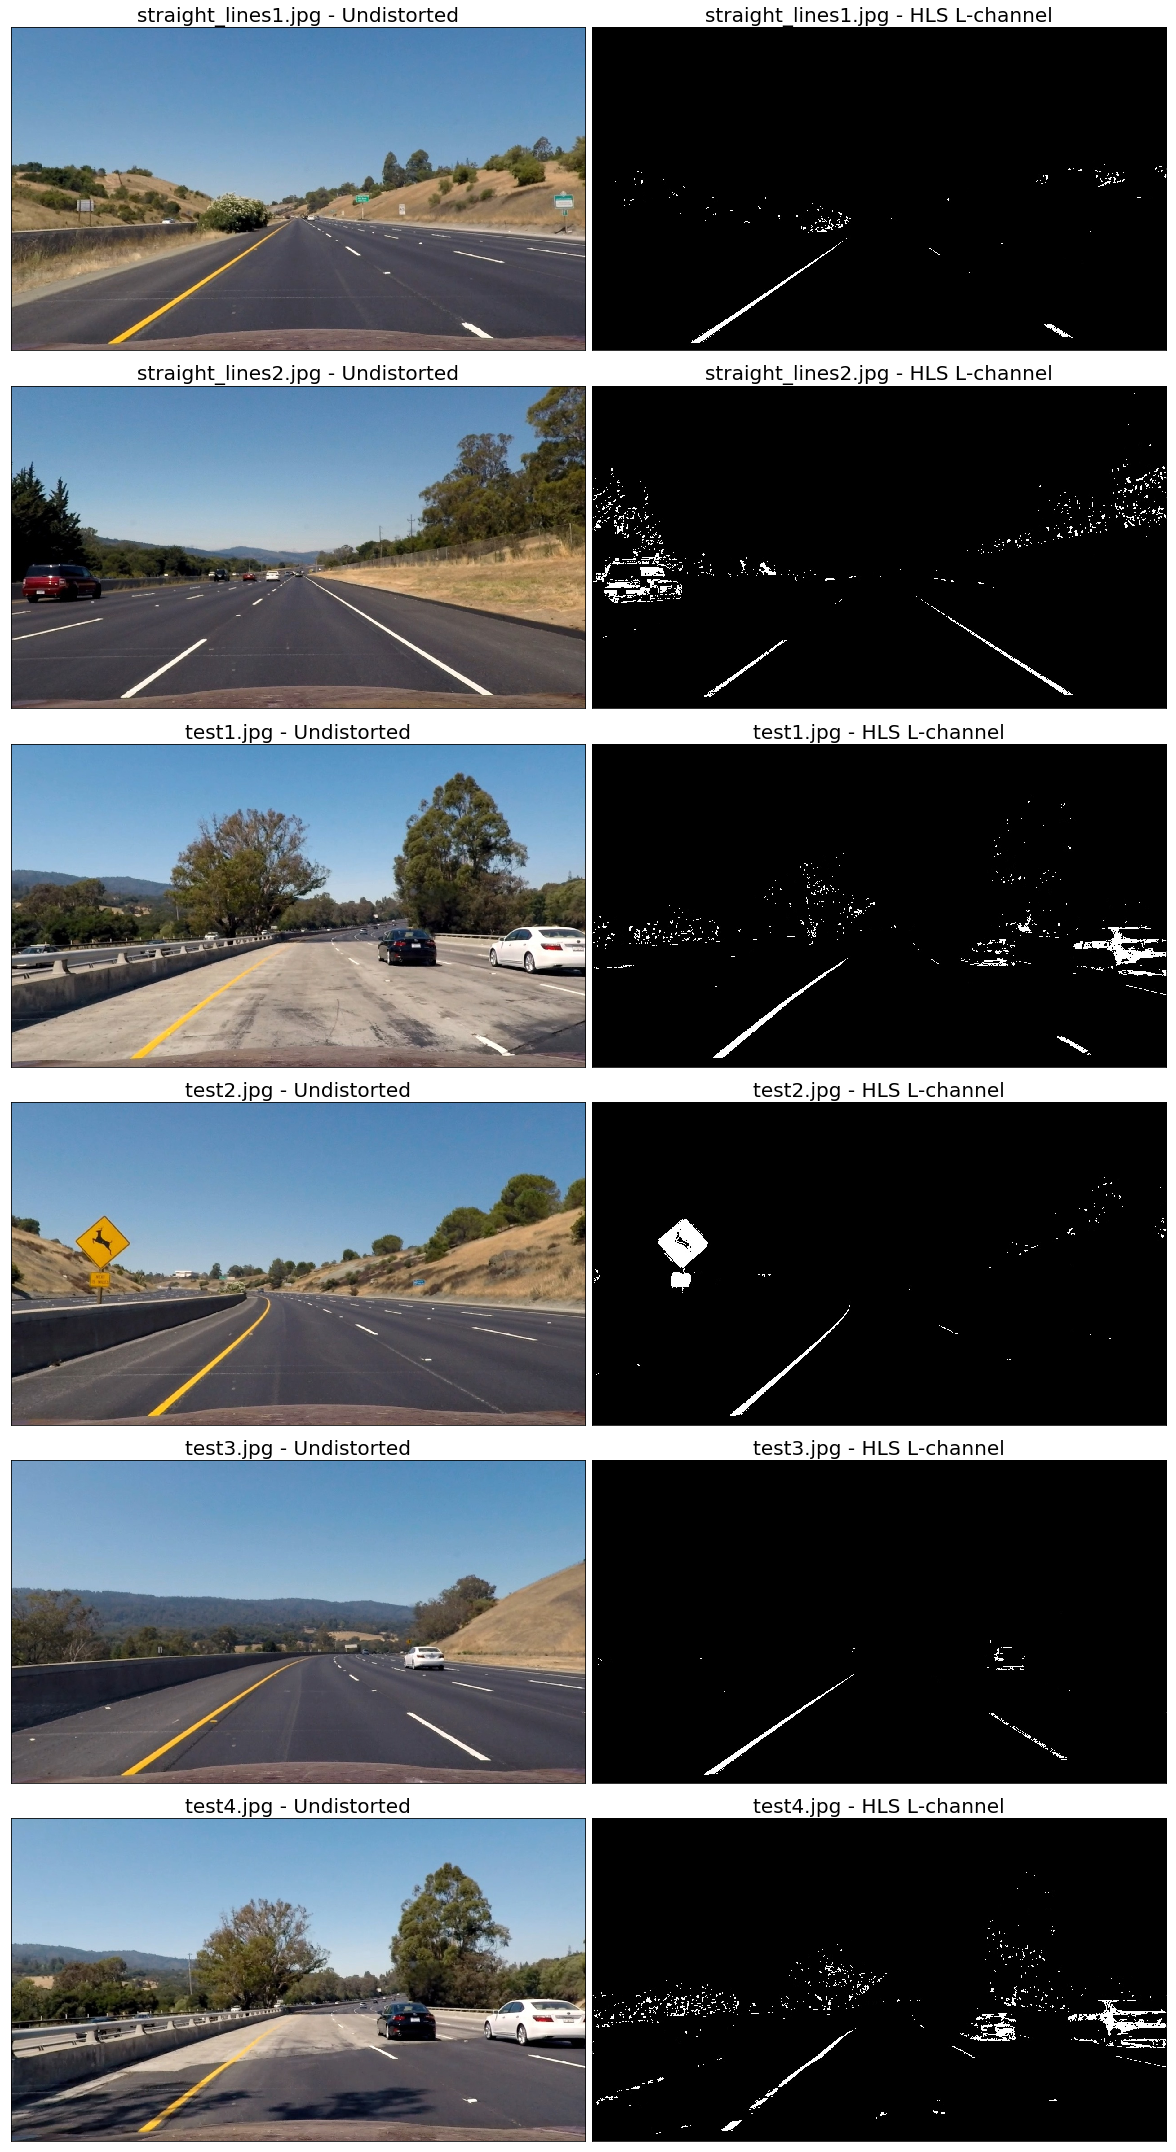 straight_lines1.jpg - Undistorted
straight_lines1.jpg - HLS L-channel
straight_lines2.jpg - Undistorted
straight_lines2.jpg - HLS L-channel
test1.jpg - Undistorted
test1.jpg - HLS L-channel
test2.jpg - Undistorted
test2.jpg - HLS L-channel
test3.jpg - Undistorted
test3.jpg - HLS L-channel
test4.jpg - Undistorted
test4.jpg - HLS L-channel